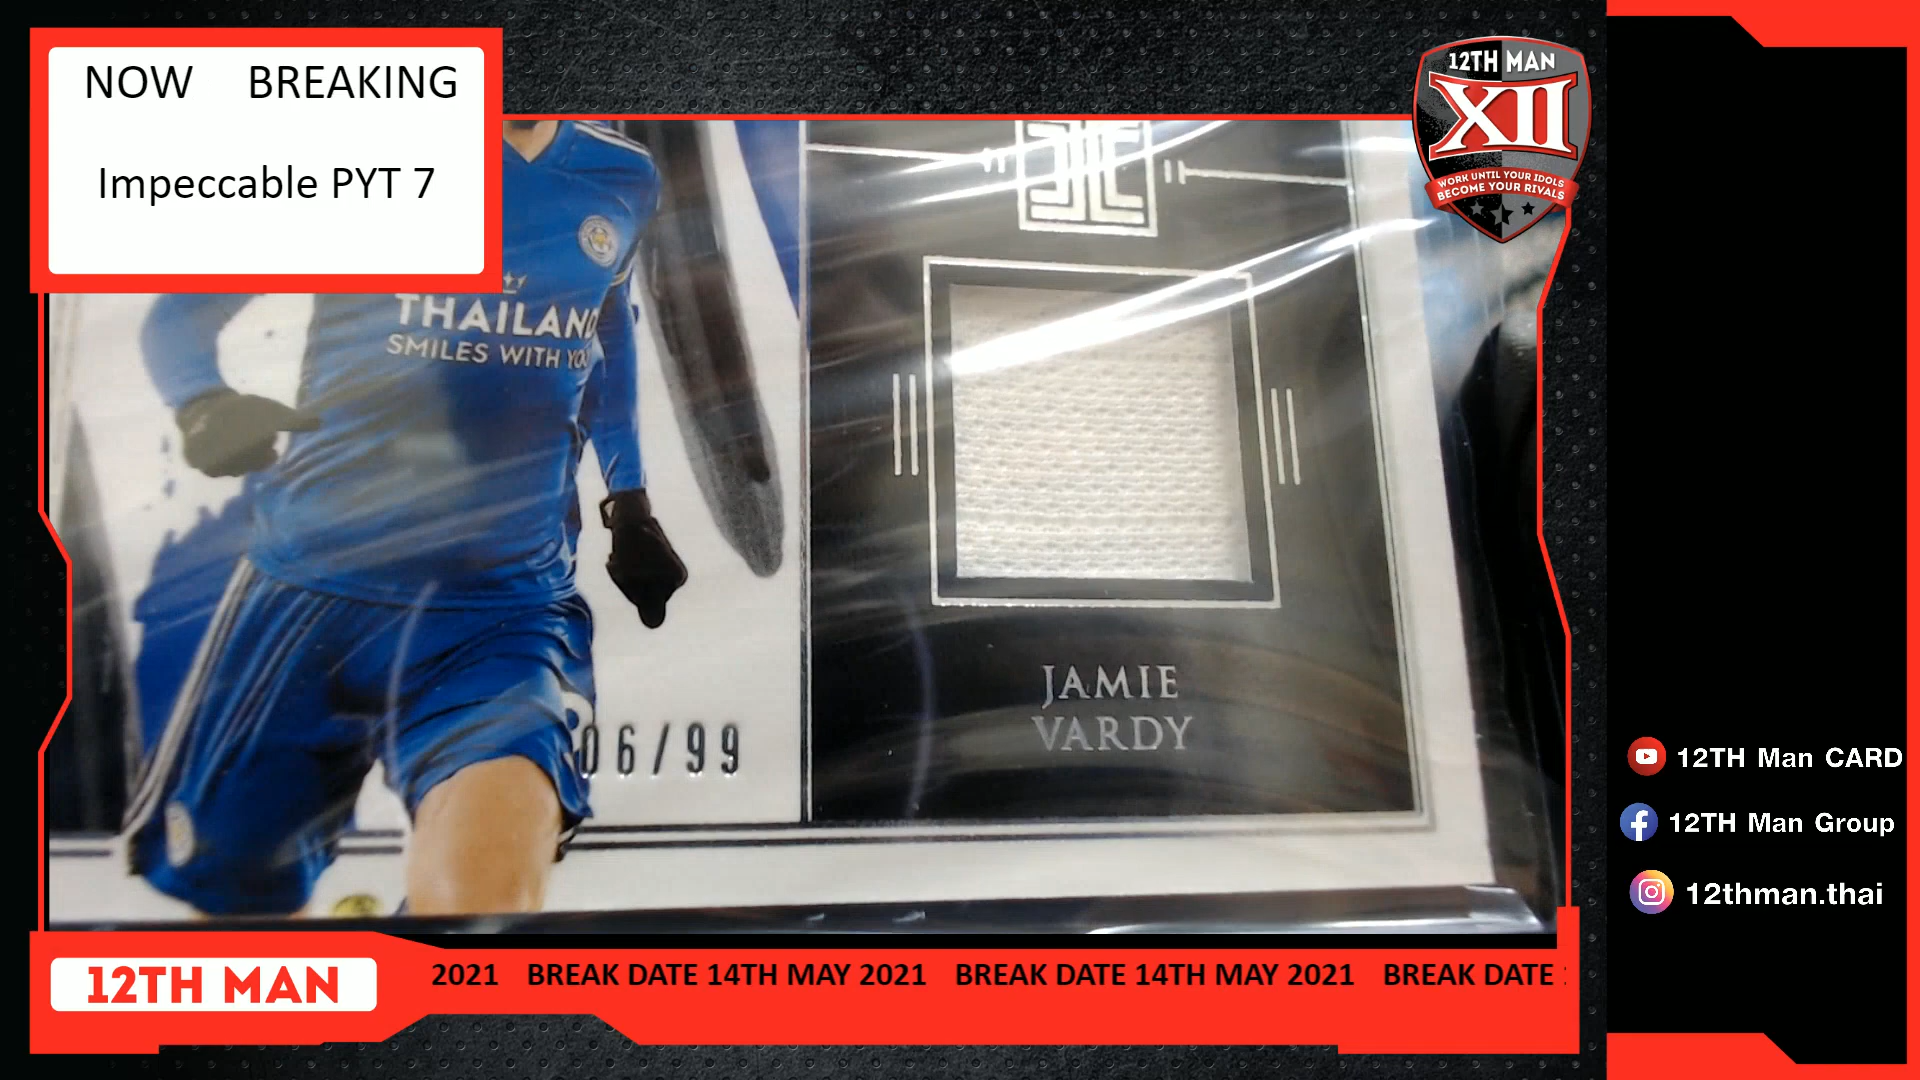 NOW BREAKING
Impeccable PYT 7
12TH MAN
XII
WORK UNTIL YOUR IDOLS
BECOME YOUR RIVALS
THAILAND
SMILES WITH YOU
06/99
JAMIE
VARDY
12TH Man CARD
12TH Man Group
12thman.thai
12TH MAN
2021 BREAK DATE 14TH MAY 2021 BREAK DATE 14TH MAY 2021 BREAK DATE